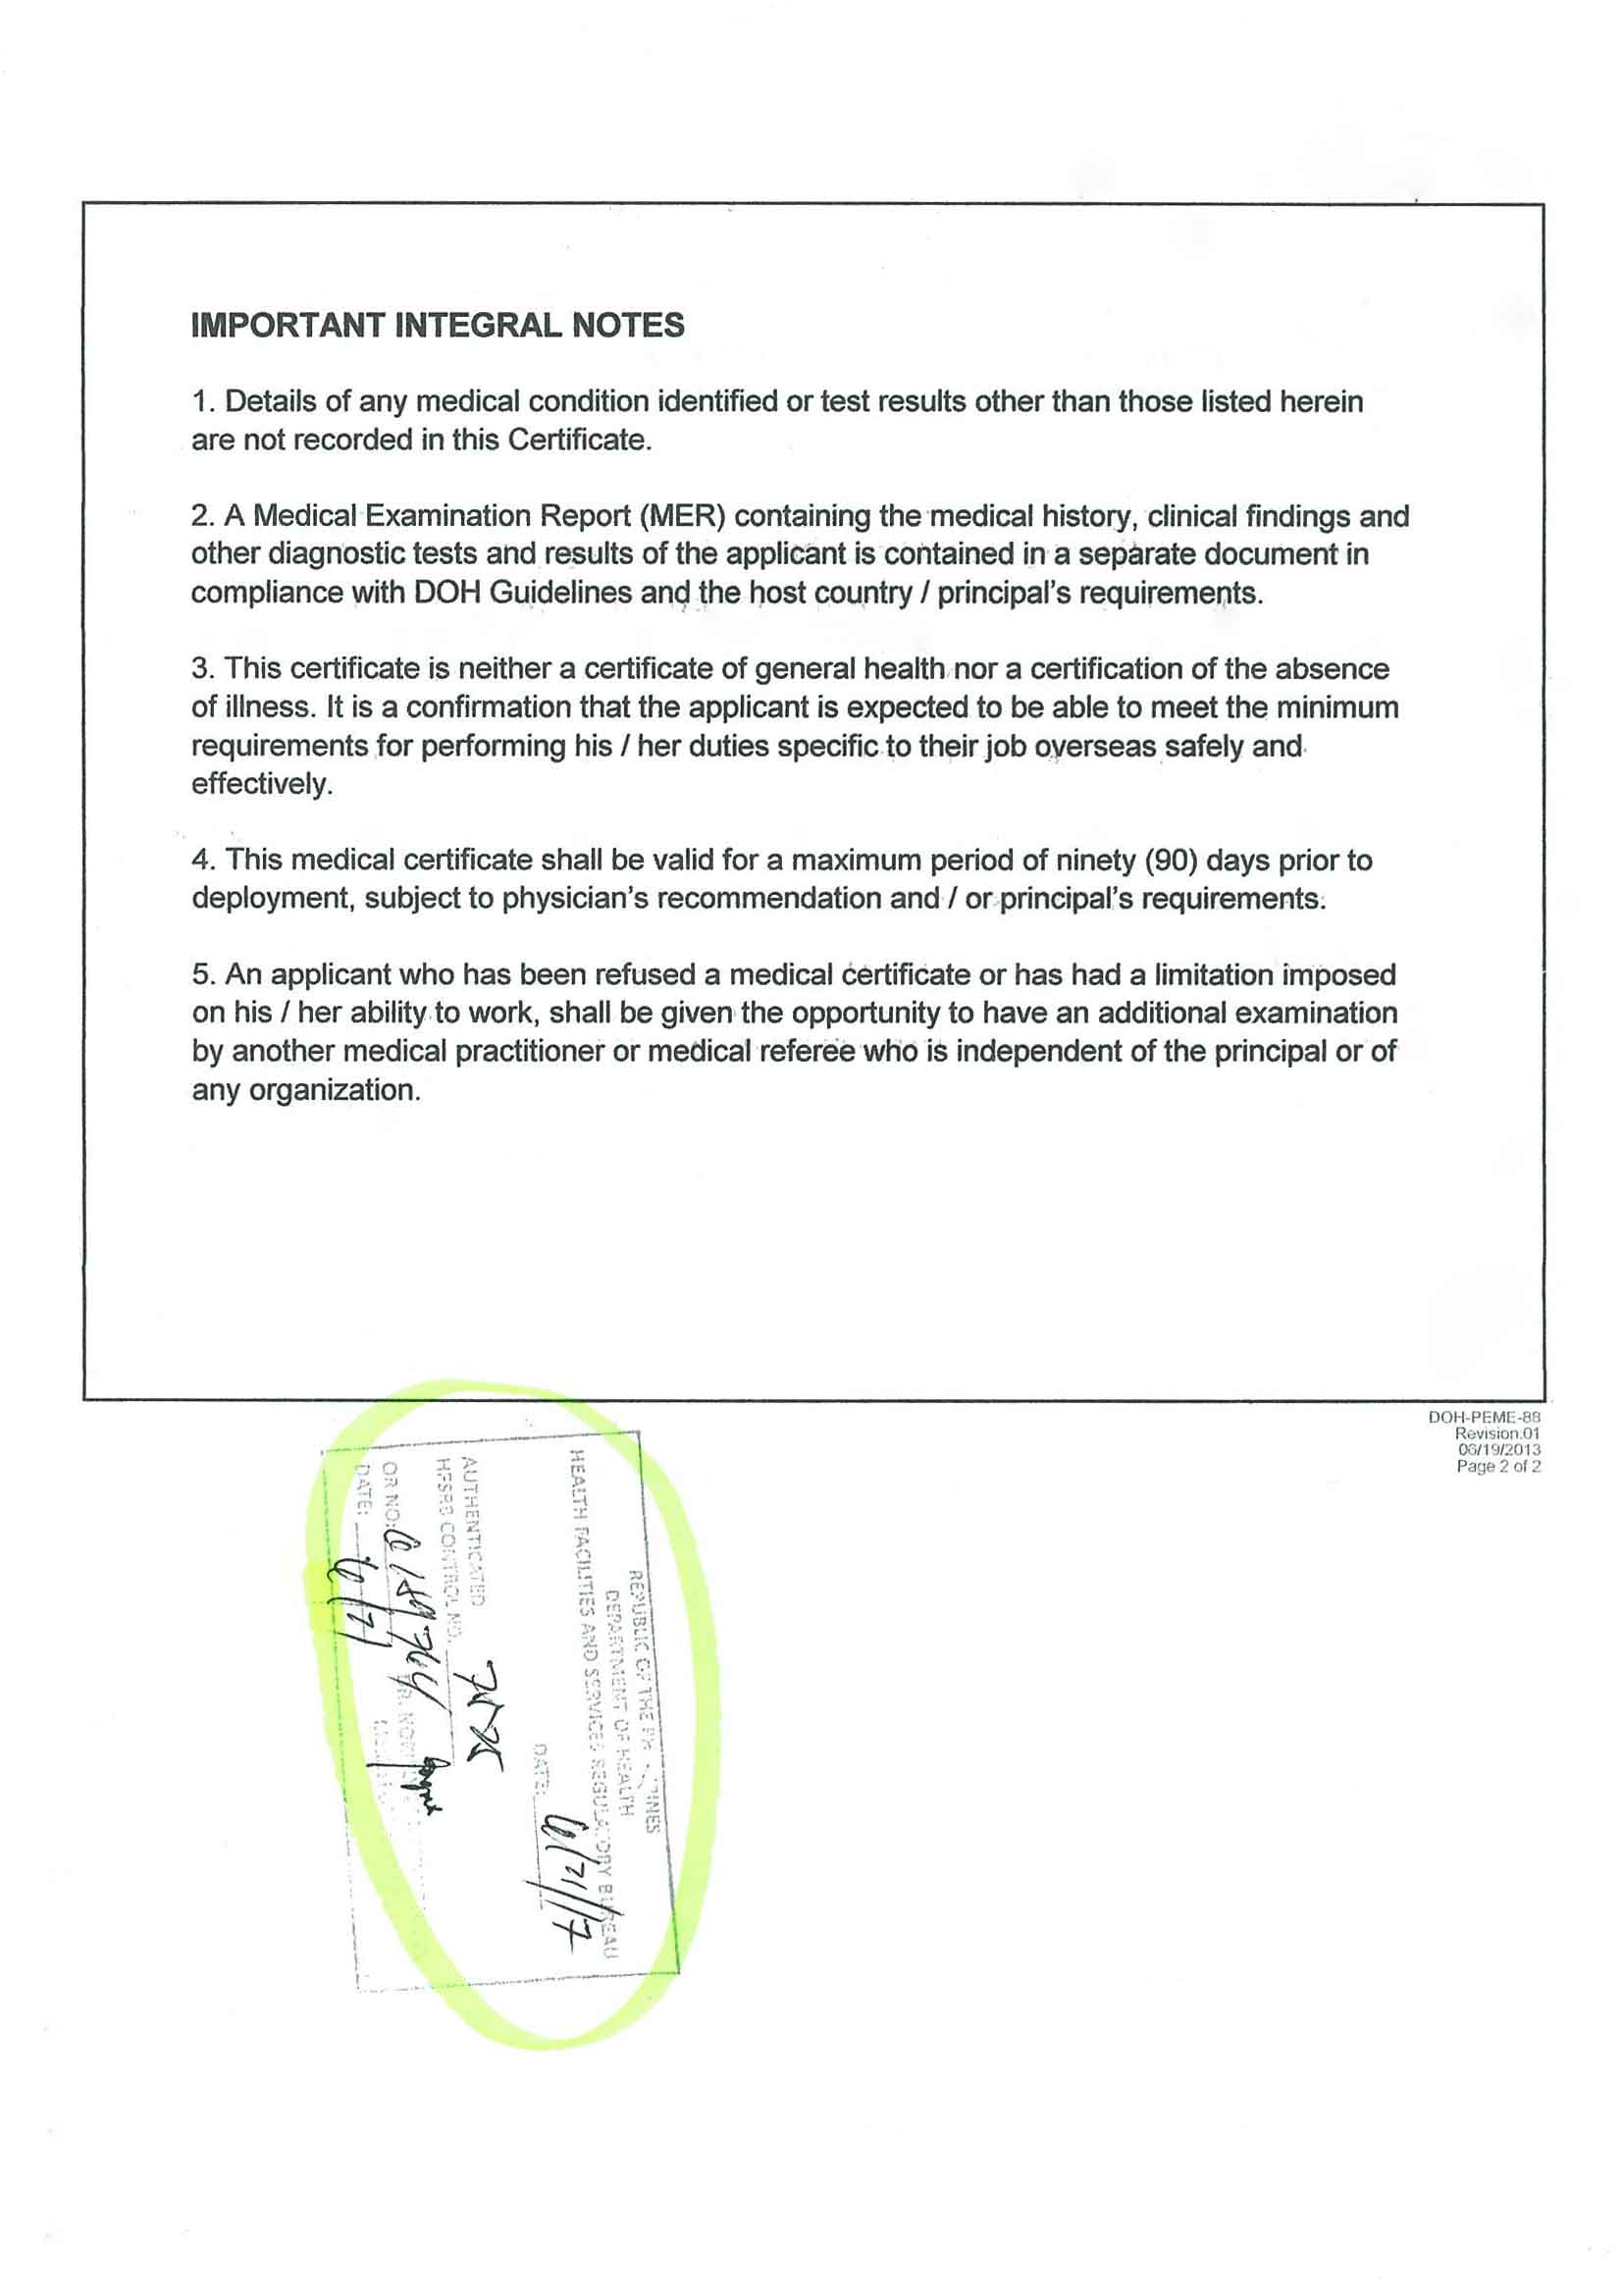 IMPORTANT INTEGRAL NOTES
1. Details of any medical condition identified or test results other than those listed herein
are not recorded in this Certificate.
2. A Medical Examination Report (MER) containing the medical history, clinical findings and
other diagnostic tests and results of the applicant is contained in a separate document in
compliance with DOH Guidelines and the host country / principal's requirements.
3. This certificate is neither a certificate of general health nor a certification of the absence
of illness. It is a confirmation that the applicant is expected to be able to meet the minimum
requirements for performing his / her duties specific to their job overseas safely and
effectively.
4. This medical certificate shall be valid for a maximum period of ninety (90) days prior to
deployment, subject to physician's recommendation and / or principal's requirements.
5. An applicant who has been refused a medical certificate or has had a limitation imposed
on his / her ability to work, shall be given the opportunity to have an additional examination
by another medical practitioner or medical referee who is independent of the principal or of
any organization.
DOH-PEME-88
Revision.01
06/19/2013
Page 2 of 2
REPUBLIC OF THE
DEPARTMENT OF HEALTH
HEALTH FACILITIES AND SERVICES REGULATORY BUREAU
DATE: 6/21/17
AUTHENTICATED
HFSRB CONTROL NO.
OR NO:
DATE: